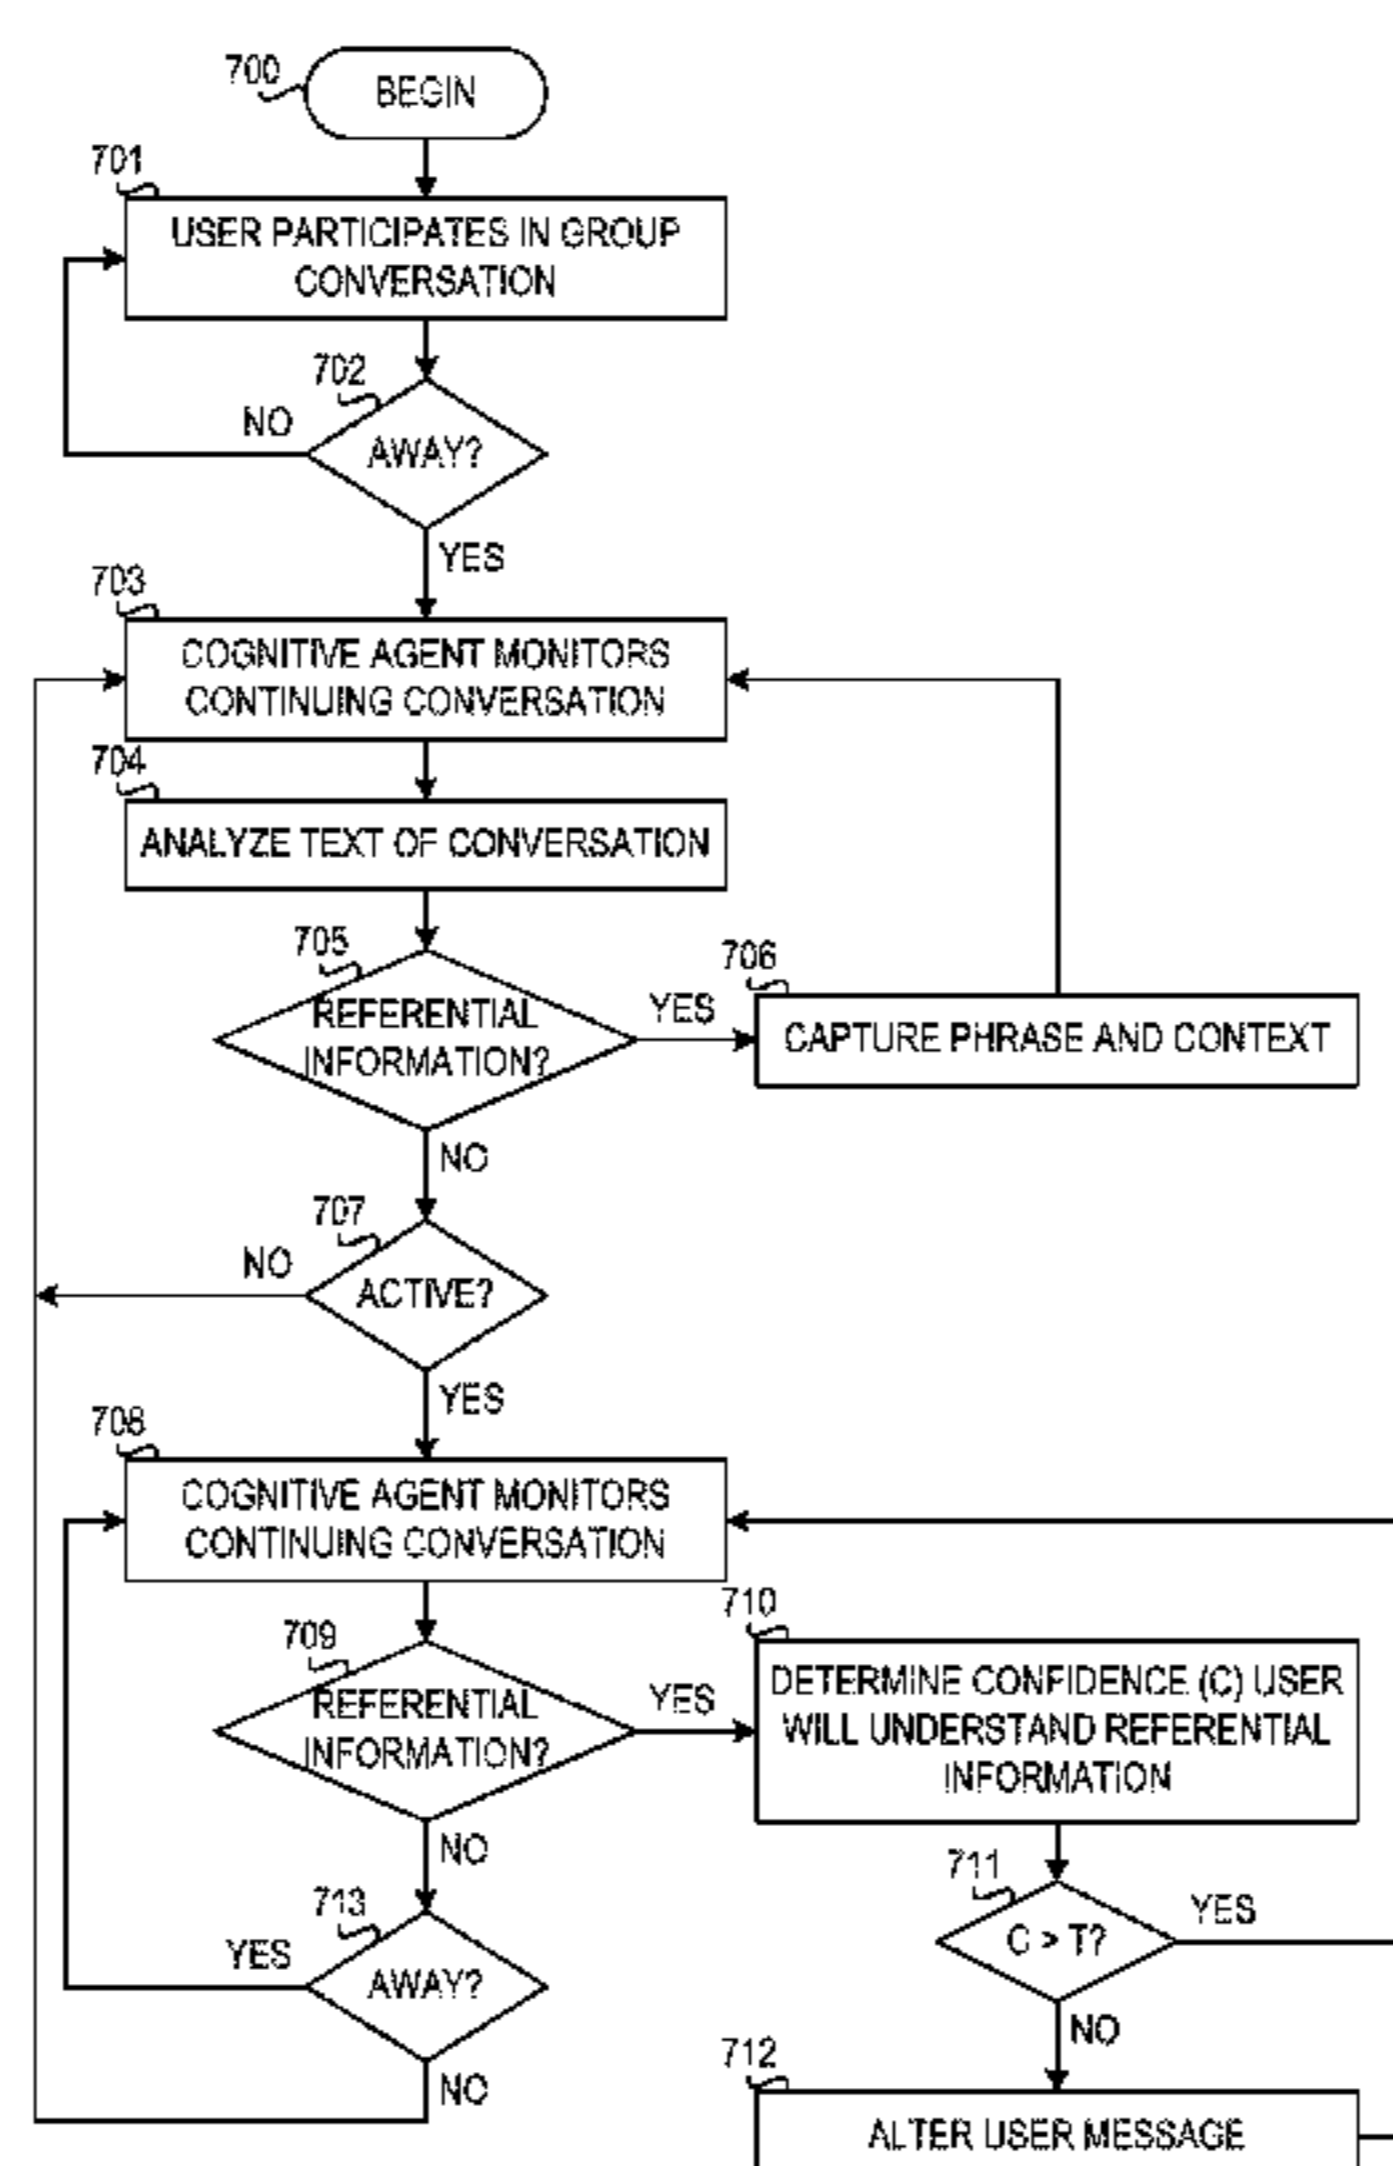 700
BEGIN
701
USER PARTICIPATES IN GROUP
CONVERSATION
702
NO
AWAY?
YES
703
COGNITIVE AGENT MONITORS
CONTINUING CONVERSATION
704
ANALYZE TEXT OF CONVERSATION
705
REFERENTIAL
INFORMATION?
YES
706
CAPTURE PHRASE AND CONTEXT
NO
707
NO
ACTIVE?
YES
708
COGNITIVE AGENT MONITORS
CONTINUING CONVERSATION
709
REFERENTIAL
INFORMATION?
YES
710
DETERMINE CONFIDENCE (C) USER
WILL UNDERSTAND REFERENTIAL
INFORMATION
NO
711
C > T?
YES
713
YES
AWAY?
NO
NO
712
ALTER USER MESSAGE